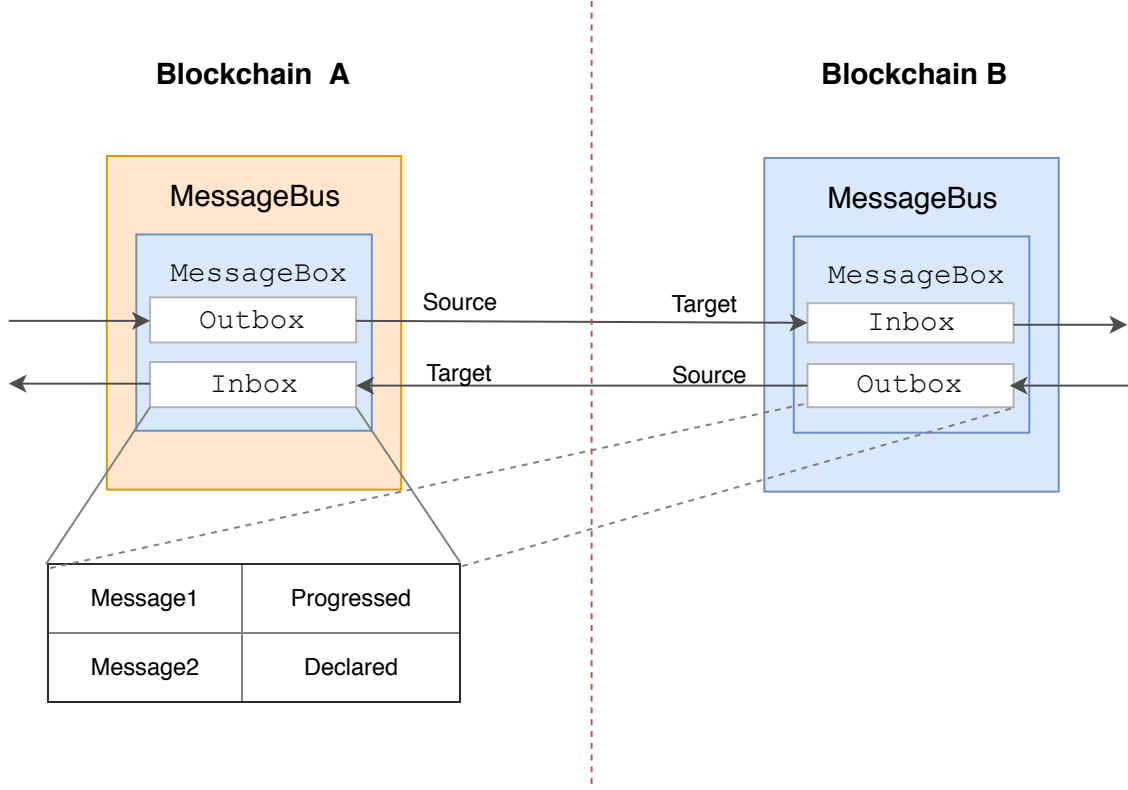 Blockchain  A
Blockchain B
MessageBus
MessageBus
MessageBox
MessageBox
Source
Target
Outbox
Inbox
Target
Source
Inbox
Outbox
Message1
Progressed
Message2
Declared